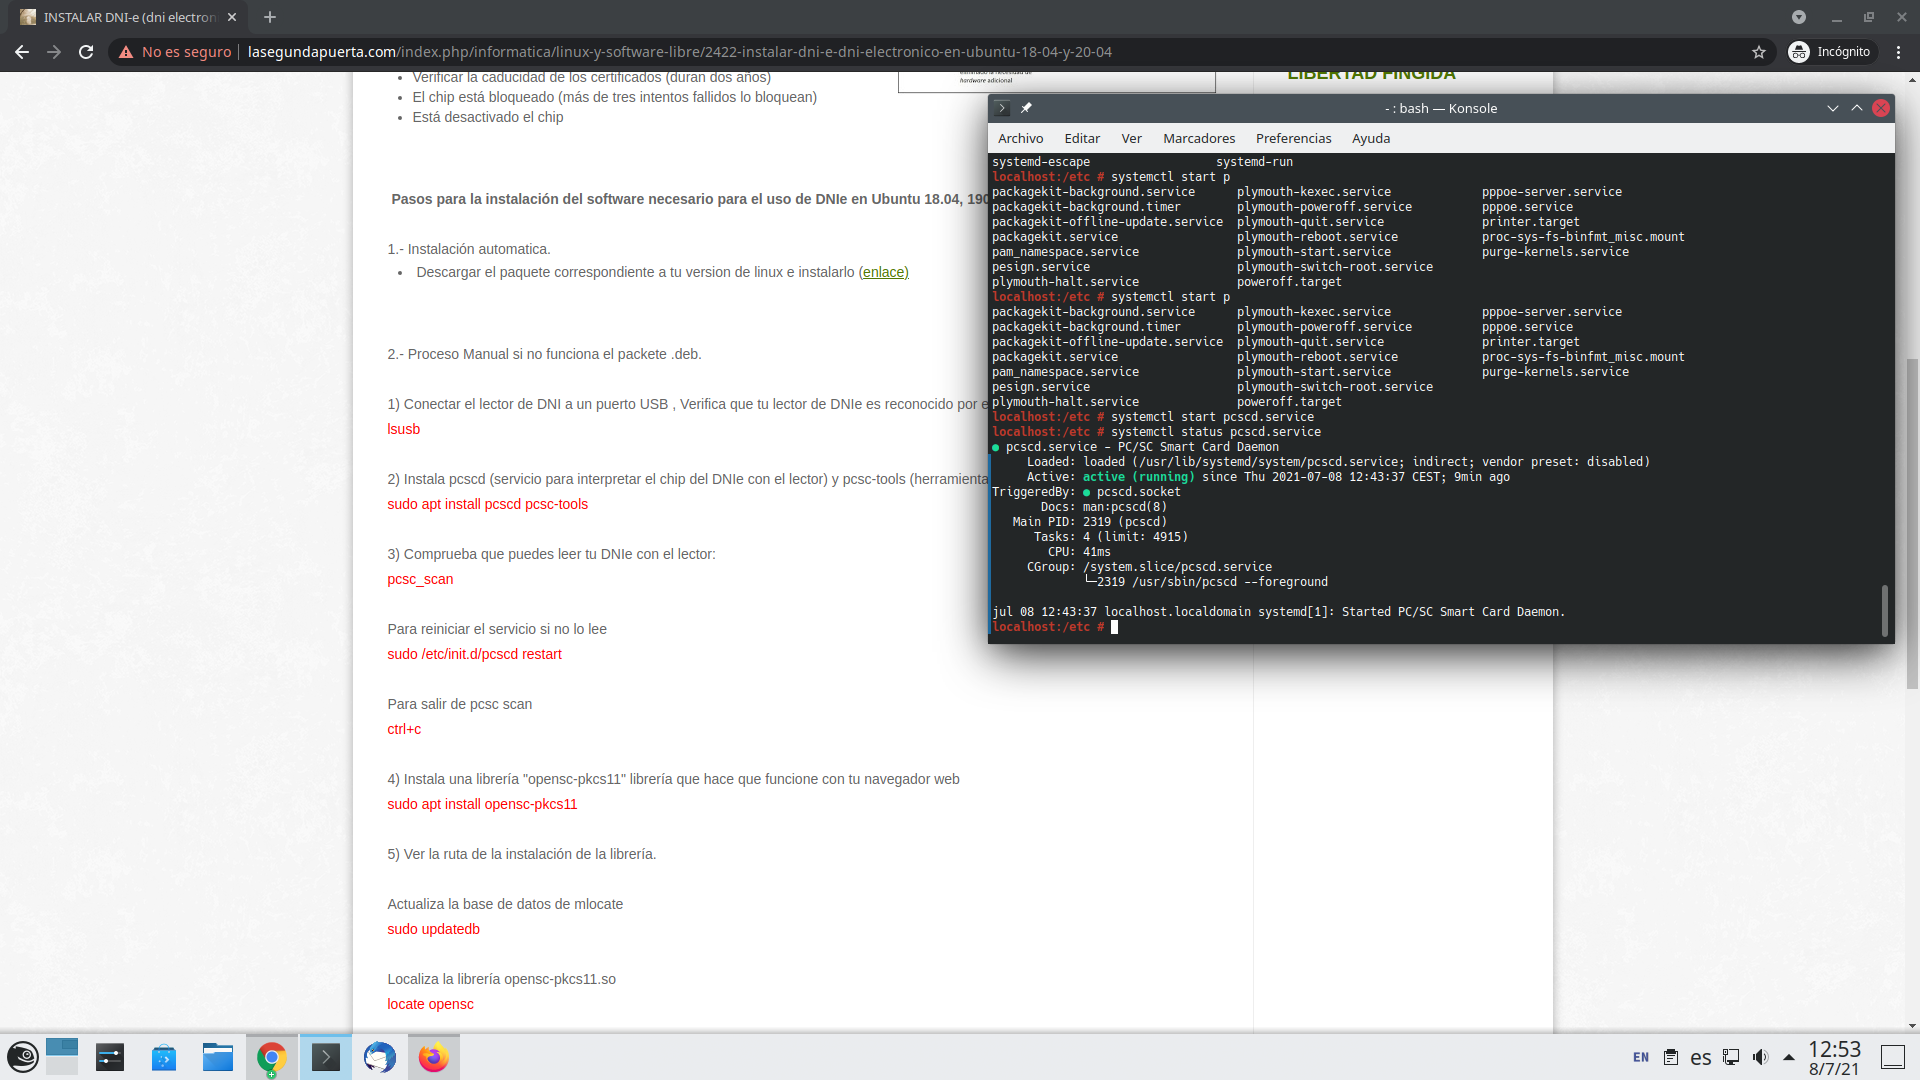 INSTALAR DNI-e (dni electron
No es seguro
lasegundapuerta.com/index.php/informatica/linux-y-software-libre/2422-instalar-dni-e-dni-electronico-en-ubuntu-18-04-y-20-04
Incógnito
Verificar la caducidad de los certificados (duran dos años)
El chip está bloqueado (más de tres intentos fallidos lo bloquean)
Está desactivado el chip
hardware adicional
LIBERTAD FINGIDA
Pasos para la instalación del software necesario para el uso de DNIe en Ubuntu 18.04, 190
1.- Instalación automatica.
Descargar el paquete correspondiente a tu version de linux e instalarlo (enlace)
2.- Proceso Manual si no funciona el packete .deb.
1) Conectar el lector de DNI a un puerto USB , Verifica que tu lector de DNIe es reconocido por e
lsusb
2) Instala pcscd (servicio para interpretar el chip del DNIe con el lector) y pcsc-tools (herramienta
sudo apt install pcscd pcsc-tools
3) Comprueba que puedes leer tu DNIe con el lector:
pcsc_scan
Para reiniciar el servicio si no lo lee
sudo /etc/init.d/pcscd restart
Para salir de pcsc scan
ctrl+c
4) Instala una librería "opensc-pkcs11" librería que hace que funcione con tu navegador web
sudo apt install opensc-pkcs11
5) Ver la ruta de la instalación de la librería.
Actualiza la base de datos de mlocate
sudo updatedb
Localiza la librería opensc-pkcs11.so
locate opensc
- : bash — Konsole
Archivo Editar Ver Marcadores Preferencias Ayuda
systemd-escape systemd-run
localhost:/etc # systemctl start p
packagekit-background.service plymouth-kexec.service pppoe-server.service
packagekit-background.timer plymouth-poweroff.service pppoe.service
packagekit-offline-update.service plymouth-quit.service printer.target
packagekit.service plymouth-reboot.service proc-sys-fs-binfmt_misc.mount
pam_namespace.service plymouth-start.service purge-kernels.service
pesign.service plymouth-switch-root.service
plymouth-halt.service poweroff.target
localhost:/etc # systemctl start p
packagekit-background.service plymouth-kexec.service pppoe-server.service
packagekit-background.timer plymouth-poweroff.service pppoe.service
packagekit-offline-update.service plymouth-quit.service printer.target
packagekit.service plymouth-reboot.service proc-sys-fs-binfmt_misc.mount
pam_namespace.service plymouth-start.service purge-kernels.service
pesign.service plymouth-switch-root.service
plymouth-halt.service poweroff.target
localhost:/etc # systemctl start pcscd.service
localhost:/etc # systemctl status pcscd.service
● pcscd.service - PC/SC Smart Card Daemon
Loaded: loaded (/usr/lib/systemd/system/pcscd.service; indirect; vendor preset: disabled)
Active: active (running) since Thu 2021-07-08 12:43:37 CEST; 9min ago
TriggeredBy: ● pcscd.socket
Docs: man:pcscd(8)
Main PID: 2319 (pcscd)
Tasks: 4 (limit: 4915)
CPU: 41ms
CGroup: /system.slice/pcscd.service
└─2319 /usr/sbin/pcscd --foreground
jul 08 12:43:37 localhost.localdomain systemd[1]: Started PC/SC Smart Card Daemon.
localhost:/etc #
EN es 12:53
8/7/21